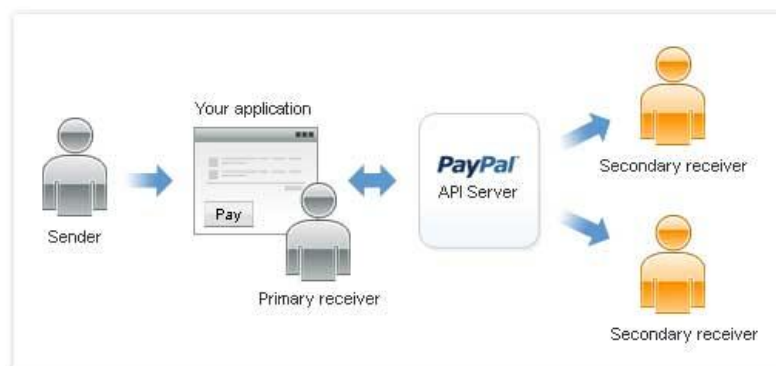 Your application
Pay
Sender
Primary receiver
PayPal
API Server
Secondary receiver
Secondary receiver